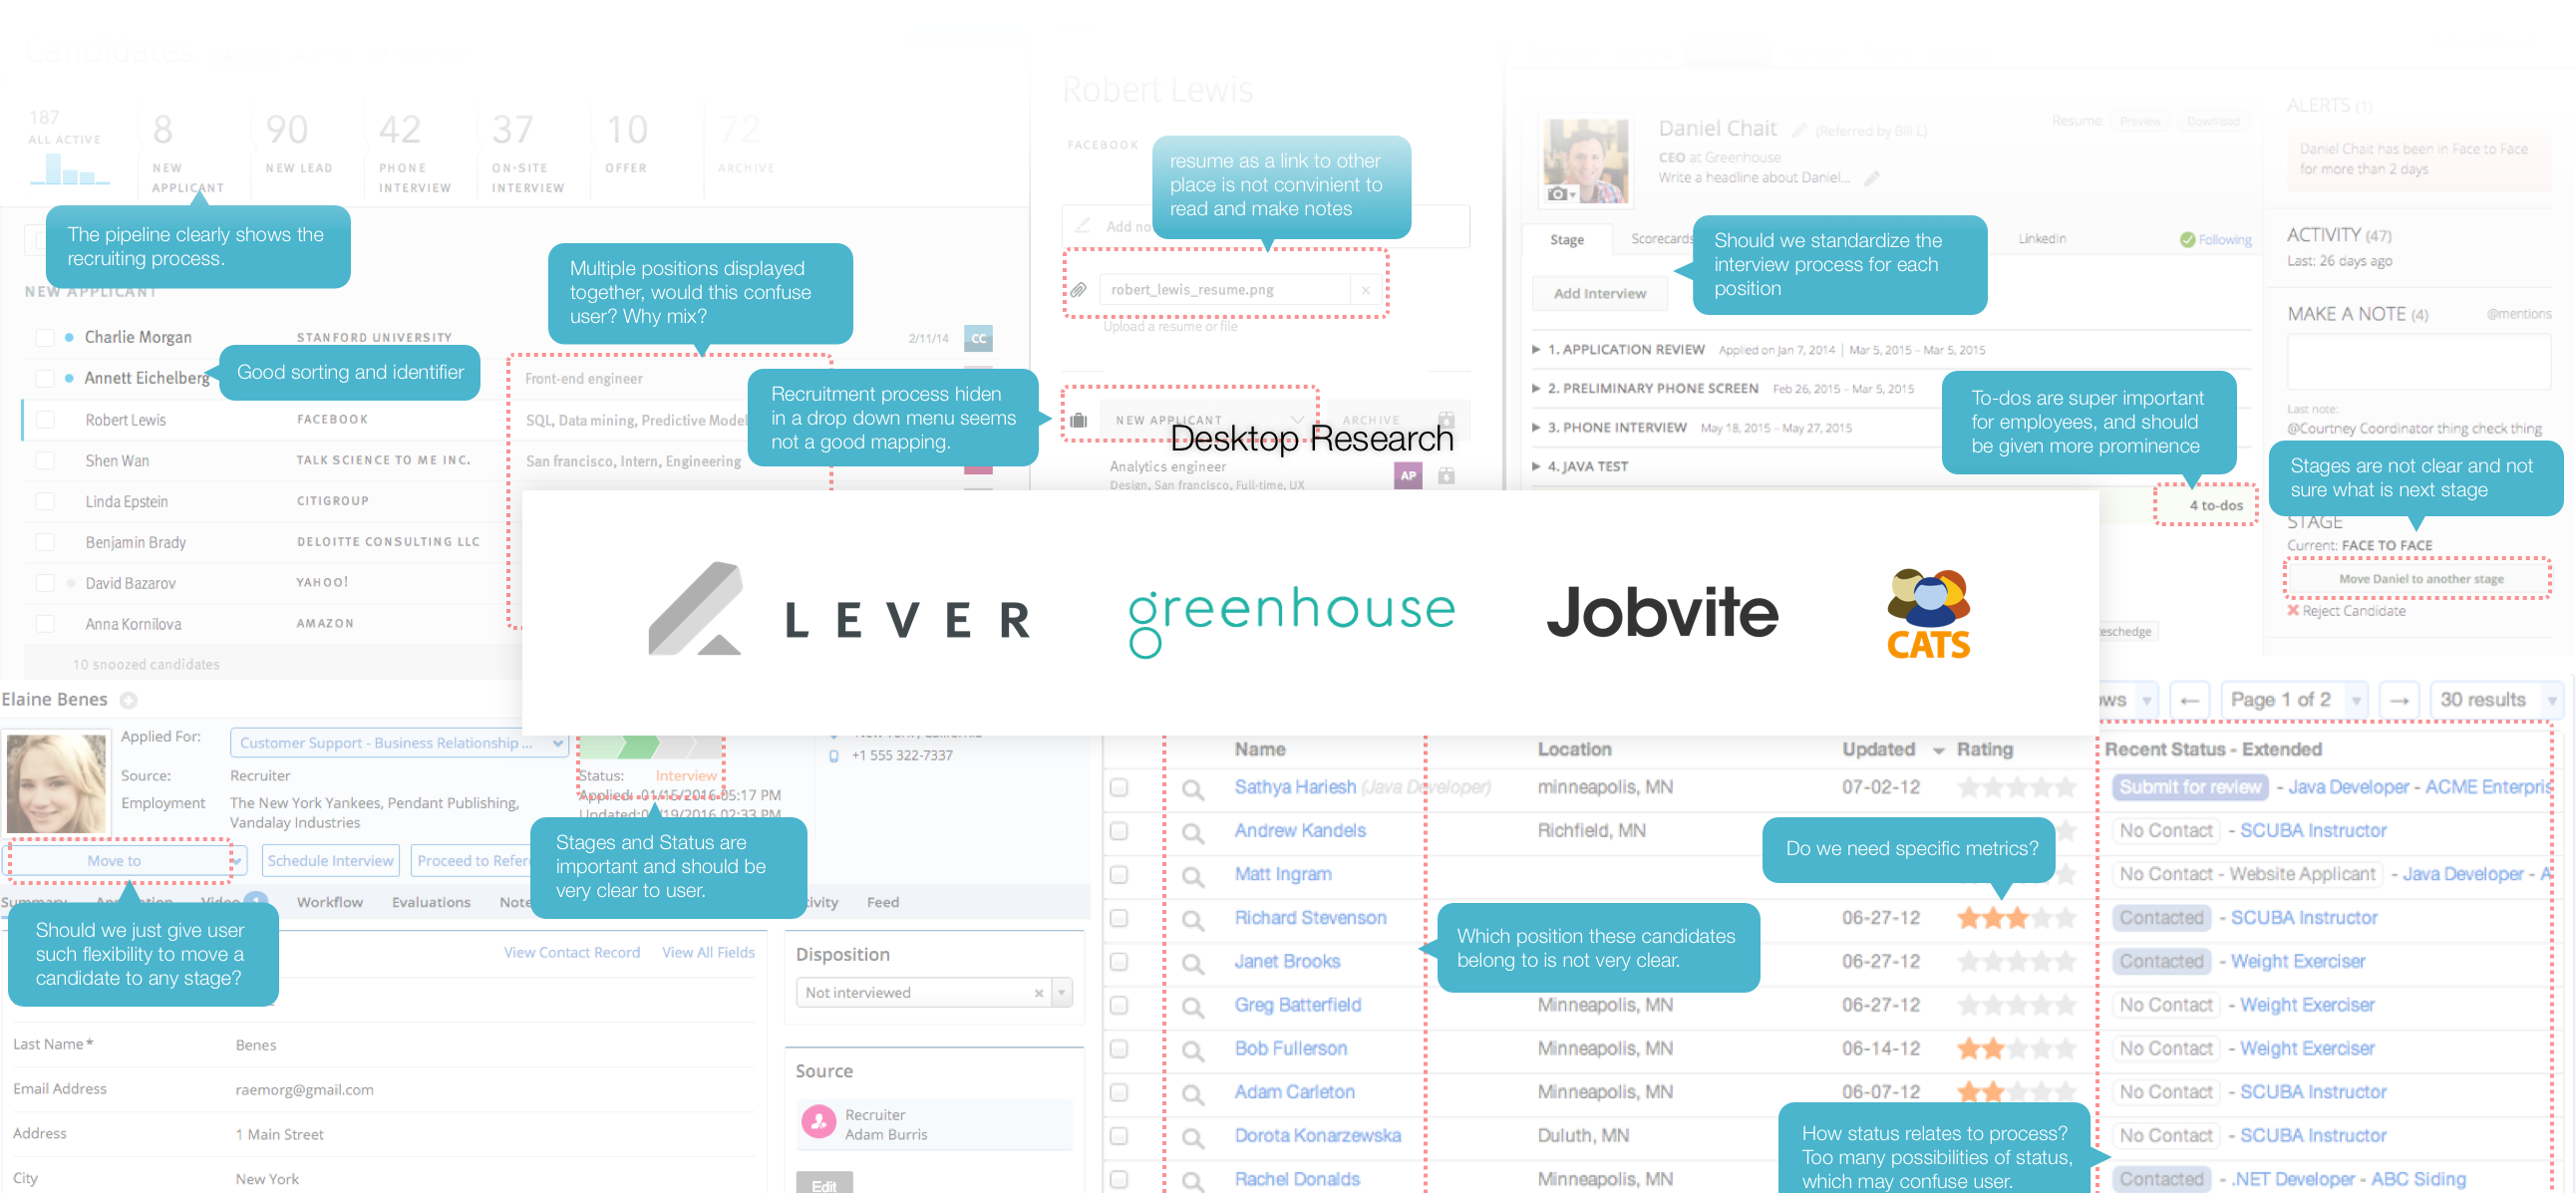 Candidates
187
ALL ACTIVE
8
NEW
APPLICANT
90
NEW LEAD
42
PHONE
INTERVIEW
37
ON-SITE
INTERVIEW
10
OFFER
72
ARCHIVE
The pipeline clearly shows the
recruiting process.
NEW APPLICANT
Charlie Morgan
STANFORD UNIVERSITY
2/11/14
CC
Annett Eichelberg
Good sorting and identifier
Front-end engineer
Multiple positions displayed
together, would this confuse
user? Why mix?
Robert Lewis
FACEBOOK
SQL, Data mining, Predictive Model
Shen Wan
TALK SCIENCE TO ME INC.
San francisco, Intern, Engineering
Linda Epstein
CITIGROUP
Benjamin Brady
DELOITTE CONSULTING LLC
David Bazarov
YAHOO!
Anna Kornilova
AMAZON
10 snoozed candidates
Robert Lewis
FACEBOOK
resume as a link to other
place is not convinient to
read and make notes
Add no
robert_lewis_resume.png
×
Upload a resume or file
Recruitment process hiden
in a drop down menu seems
not a good mapping.
NEW APPLICANT
ARCHIVE
Desktop Research
Analytics engineer
Design, San francisco, Full-time, UX
AP
Daniel Chait
(Referred by Bill L)
CEO at Greenhouse
Write a headline about Daniel...
Resume:
Preview
Download
Stage
Scorecards
LinkedIn
Following
Should we standardize the
interview process for each
position
Add Interview
1. APPLICATION REVIEW Applied on Jan 7, 2014 | Mar 5, 2015 – Mar 5, 2015
2. PRELIMINARY PHONE SCREEN Feb 26, 2015 – Mar 5, 2015
3. PHONE INTERVIEW May 18, 2015 – May 27, 2015
4. JAVA TEST
To-dos are super important
for employees, and should
be given more prominence
4 to-dos
ALERTS (1)
Daniel Chait has been in Face to Face
for more than 2 days
ACTIVITY (47)
Last: 26 days ago
MAKE A NOTE (4)
@mentions
Last note:
@Courtney Coordinator thing check thing
Stages are not clear and not
sure what is next stage
STAGE
Current: FACE TO FACE
Move Daniel to another stage
Reject Candidate
eschedge
LEVER
greenhouse
Jobvite
CATS
Elaine Benes
Applied For:
Customer Support - Business Relationship ...
Source:
Recruiter
Employment
The New York Yankees, Pendant Publishing,
Vandalay Industries
Status:
Interview
Applied: 01/15/2016 05:17 PM
Updated:0 /19/2016 02:33 PM
+1 555 322-7337
Move to
Schedule Interview
Proceed to Refer
Stages and Status are
important and should be
very clear to user.
Summary
Application
Video
Workflow
Evaluations
Note
ivity
Feed
Should we just give user
such flexibility to move a
candidate to any stage?
View Contact Record
View All Fields
Last Name*
Benes
Email Address
raemorg@gmail.com
Address
1 Main Street
City
New York
Disposition
Not interviewed
×
Source
Recruiter
Adam Burris
Edit
ws
←
Page 1 of 2
→
30 results
Name
Location
Updated
Rating
Recent Status - Extended
Sathya Hariesh (Java Developer)
minneapolis, MN
07-02-12
Submit for review - Java Developer - ACME Enterpris
Andrew Kandels
Richfield, MN
No Contact - SCUBA Instructor
Do we need specific metrics?
Matt Ingram
No Contact - Website Applicant - Java Developer - A
Richard Stevenson
06-27-12
Contacted - SCUBA Instructor
Which position these candidates
belong to is not very clear.
Janet Brooks
06-27-12
Contacted - Weight Exerciser
Greg Batterfield
Minneapolis, MN
06-27-12
No Contact - Weight Exerciser
Bob Fullerson
Minneapolis, MN
06-14-12
No Contact - Weight Exerciser
Adam Carleton
Minneapolis, MN
06-07-12
No Contact - SCUBA Instructor
Dorota Konarzewska
Duluth, MN
No Contact - SCUBA Instructor
How status relates to process?
Too many possibilities of status,
which may confuse user.
Rachel Donalds
Minneapolis, MN
Contacted - .NET Developer - ABC Siding